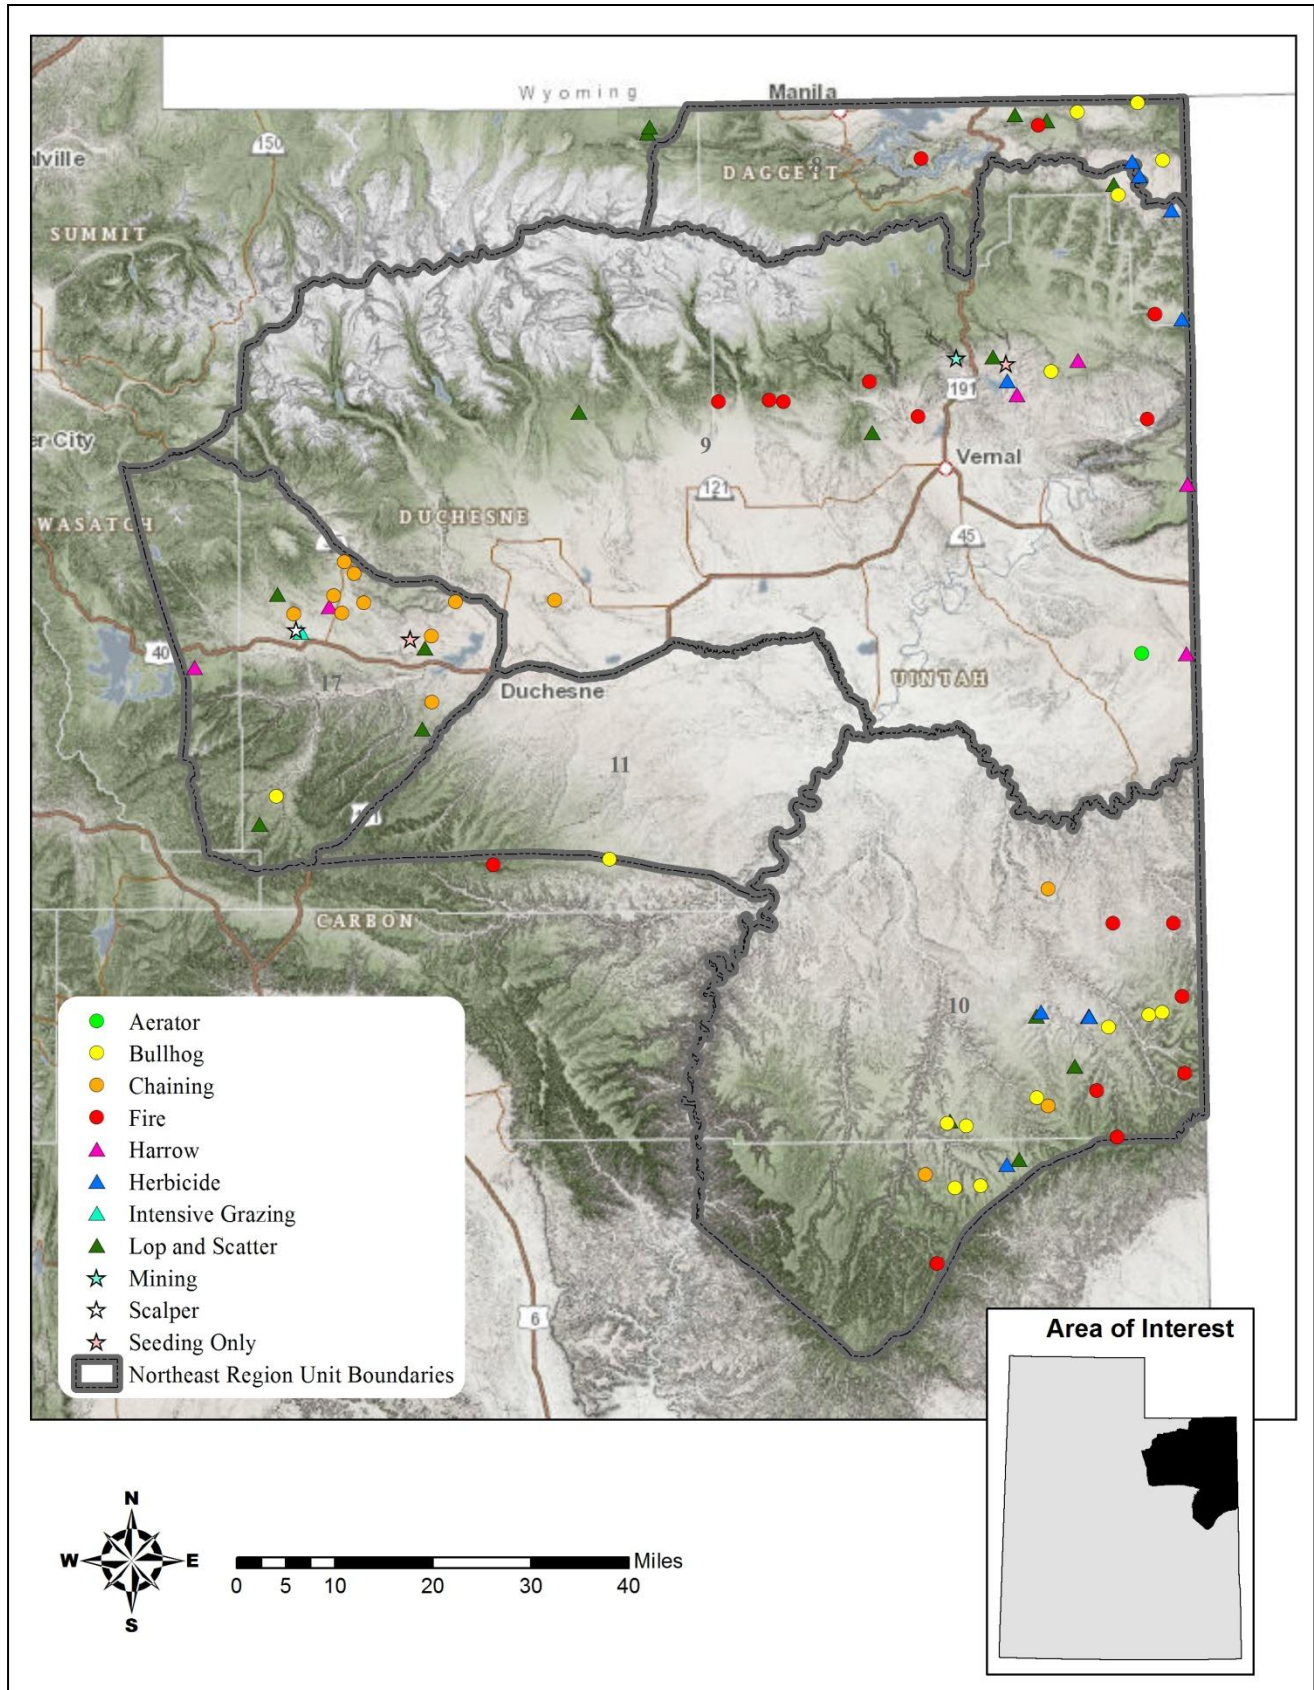 Wyoming
Manila
150
lville
8
DAGGETT
SUMMIT
191
er City
9
Vernal
121
WASATCH
DUCHESNE
45
40
17
UINTAH
Duchesne
11
CARBON
10
Aerator
Bullhog
Chaining
Fire
Harrow
Herbicide
Intensive Grazing
Lop and Scatter
Mining
Scalper
Seeding Only
Northeast Region Unit Boundaries
6
Area of Interest
N
W
E
S
Miles
0 5 10 20 30 40